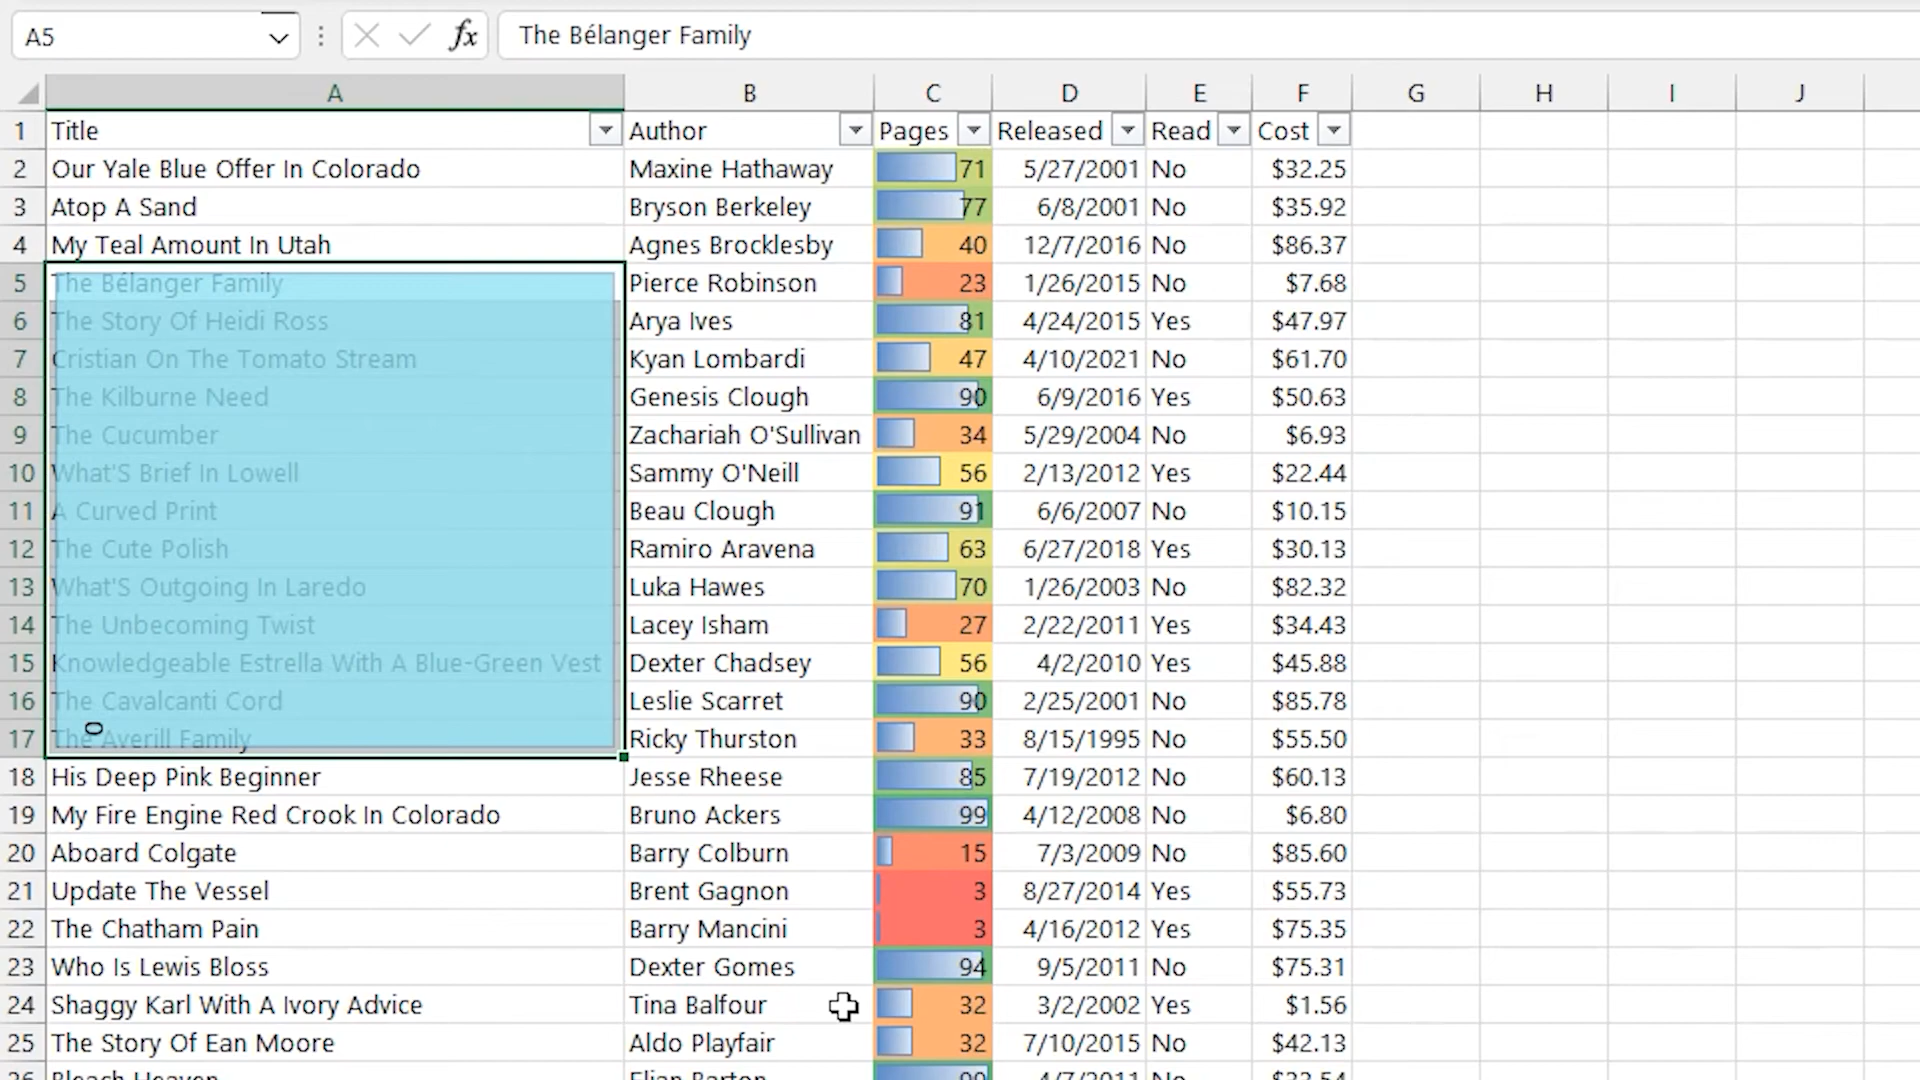 A5 fx The Bélanger Family
A B C D E F G H I J
1 Title Author Pages Released Read Cost
2 Our Yale Blue Offer In Colorado Maxine Hathaway 71 5/27/2001 No $32.25
3 Atop A Sand Bryson Berkeley 77 6/8/2001 No $35.92
4 My Teal Amount In Utah Agnes Brocklesby 40 12/7/2016 No $86.37
5 The Bélanger Family Pierce Robinson 23 1/26/2015 No $7.68
6 The Story Of Heidi Ross Arya Ives 81 4/24/2015 Yes $47.97
7 Cristian On The Tomato Stream Kyan Lombardi 47 4/10/2021 No $61.70
8 The Kilburne Need Genesis Clough 90 6/9/2016 Yes $50.63
9 The Cucumber Zachariah O'Sullivan 34 5/29/2004 No $6.93
10 What'S Brief In Lowell Sammy O'Neill 56 2/13/2012 Yes $22.44
11 A Curved Print Beau Clough 91 6/6/2007 No $10.15
12 The Cute Polish Ramiro Aravena 63 6/27/2018 Yes $30.13
13 What'S Outgoing In Laredo Luka Hawes 70 1/26/2003 No $82.32
14 The Unbecoming Twist Lacey Isham 27 2/22/2011 Yes $34.43
15 Knowledgeable Estrella With A Blue-Green Vest Dexter Chadsey 56 4/2/2010 Yes $45.88
16 The Cavalcanti Cord Leslie Scarret 90 2/25/2001 No $85.78
17 The Averill Family Ricky Thurston 33 8/15/1995 No $55.50
18 His Deep Pink Beginner Jesse Rheese 85 7/19/2012 No $60.13
19 My Fire Engine Red Crook In Colorado Bruno Ackers 99 4/12/2008 No $6.80
20 Aboard Colgate Barry Colburn 15 7/3/2009 No $85.60
21 Update The Vessel Brent Gagnon 3 8/27/2014 Yes $55.73
22 The Chatham Pain Barry Mancini 3 4/16/2012 Yes $75.35
23 Who Is Lewis Bloss Dexter Gomes 94 9/5/2011 No $75.31
24 Shaggy Karl With A Ivory Advice Tina Balfour 32 3/2/2002 Yes $1.56
25 The Story Of Ean Moore Aldo Playfair 32 7/10/2015 No $42.13